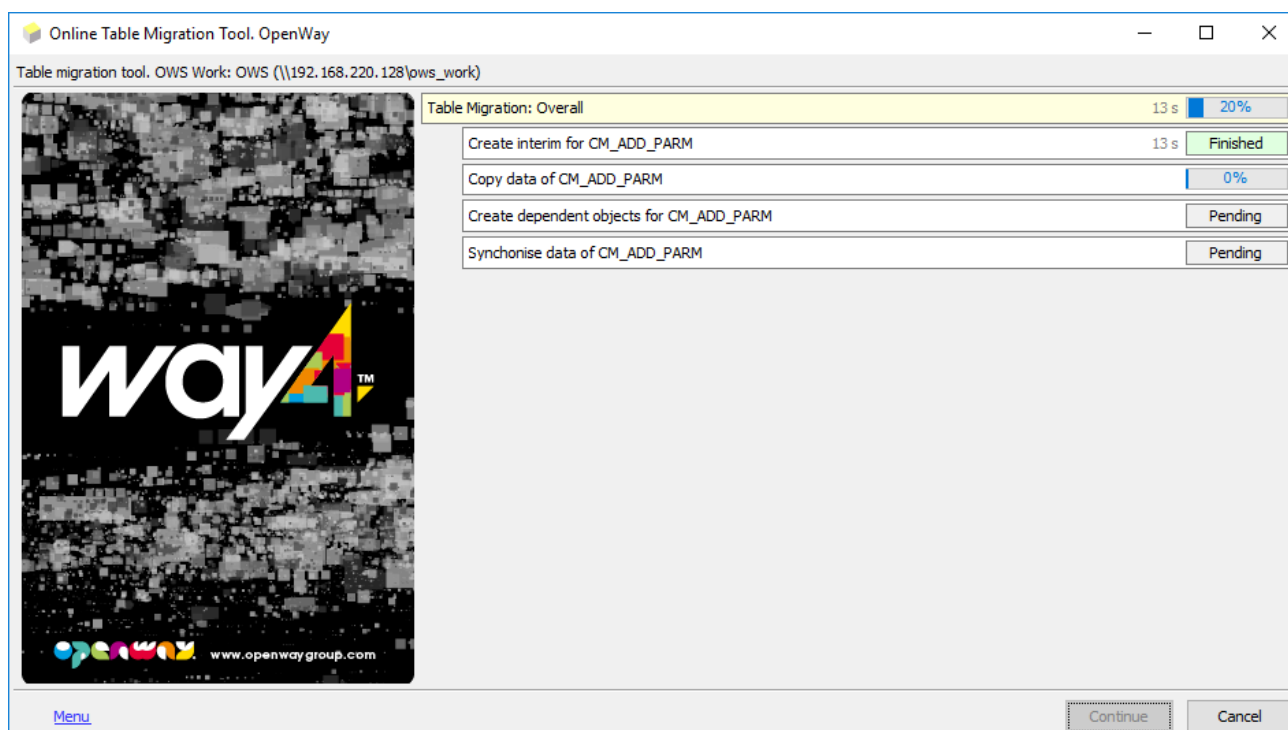 Online Table Migration Tool. OpenWay
Table migration tool. OWS Work: OWS (\\192.168.220.128\ows_work)
Table Migration: Overall 13 s 20%
Create interim for CM_ADD_PARM 13 s Finished
Copy data of CM_ADD_PARM 0%
Create dependent objects for CM_ADD_PARM Pending
Synchonise data of CM_ADD_PARM Pending
way4™
openway. www.openwaygroup.com
Menu Continue Cancel